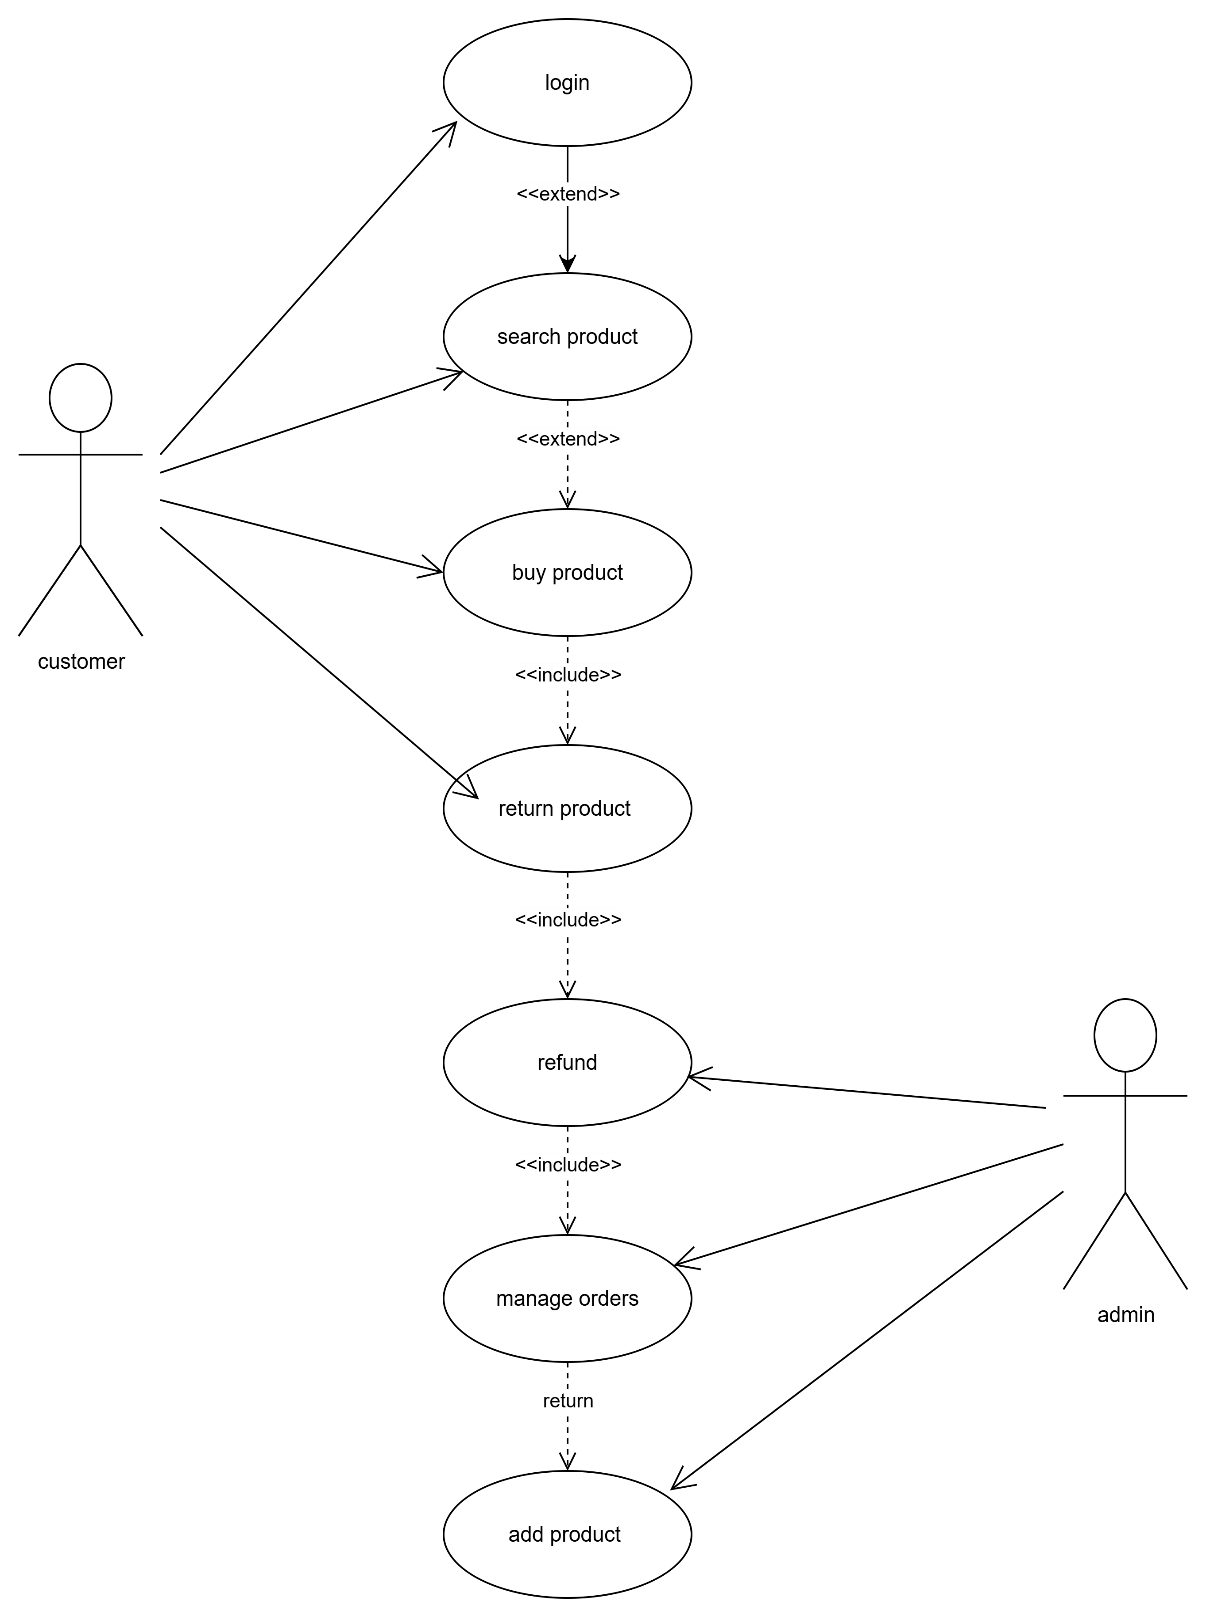 login
<<extend>>
search product
<<extend>>
buy product
<<include>>
customer
return product
<<include>>
refund
<<include>>
manage orders
admin
return
add product